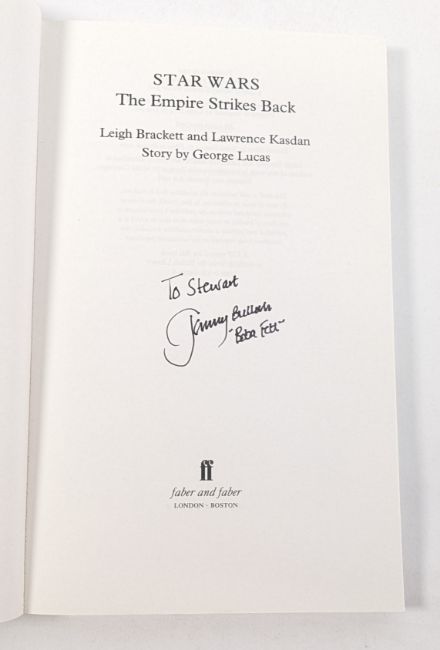 STAR WARS
The Empire Strikes Back
Leigh Brackett and Lawrence Kasdan
Story by George Lucas
To Stewart
Jeremy Bulloch
"Boba Fett"
ff
faber and faber
LONDON · BOSTON